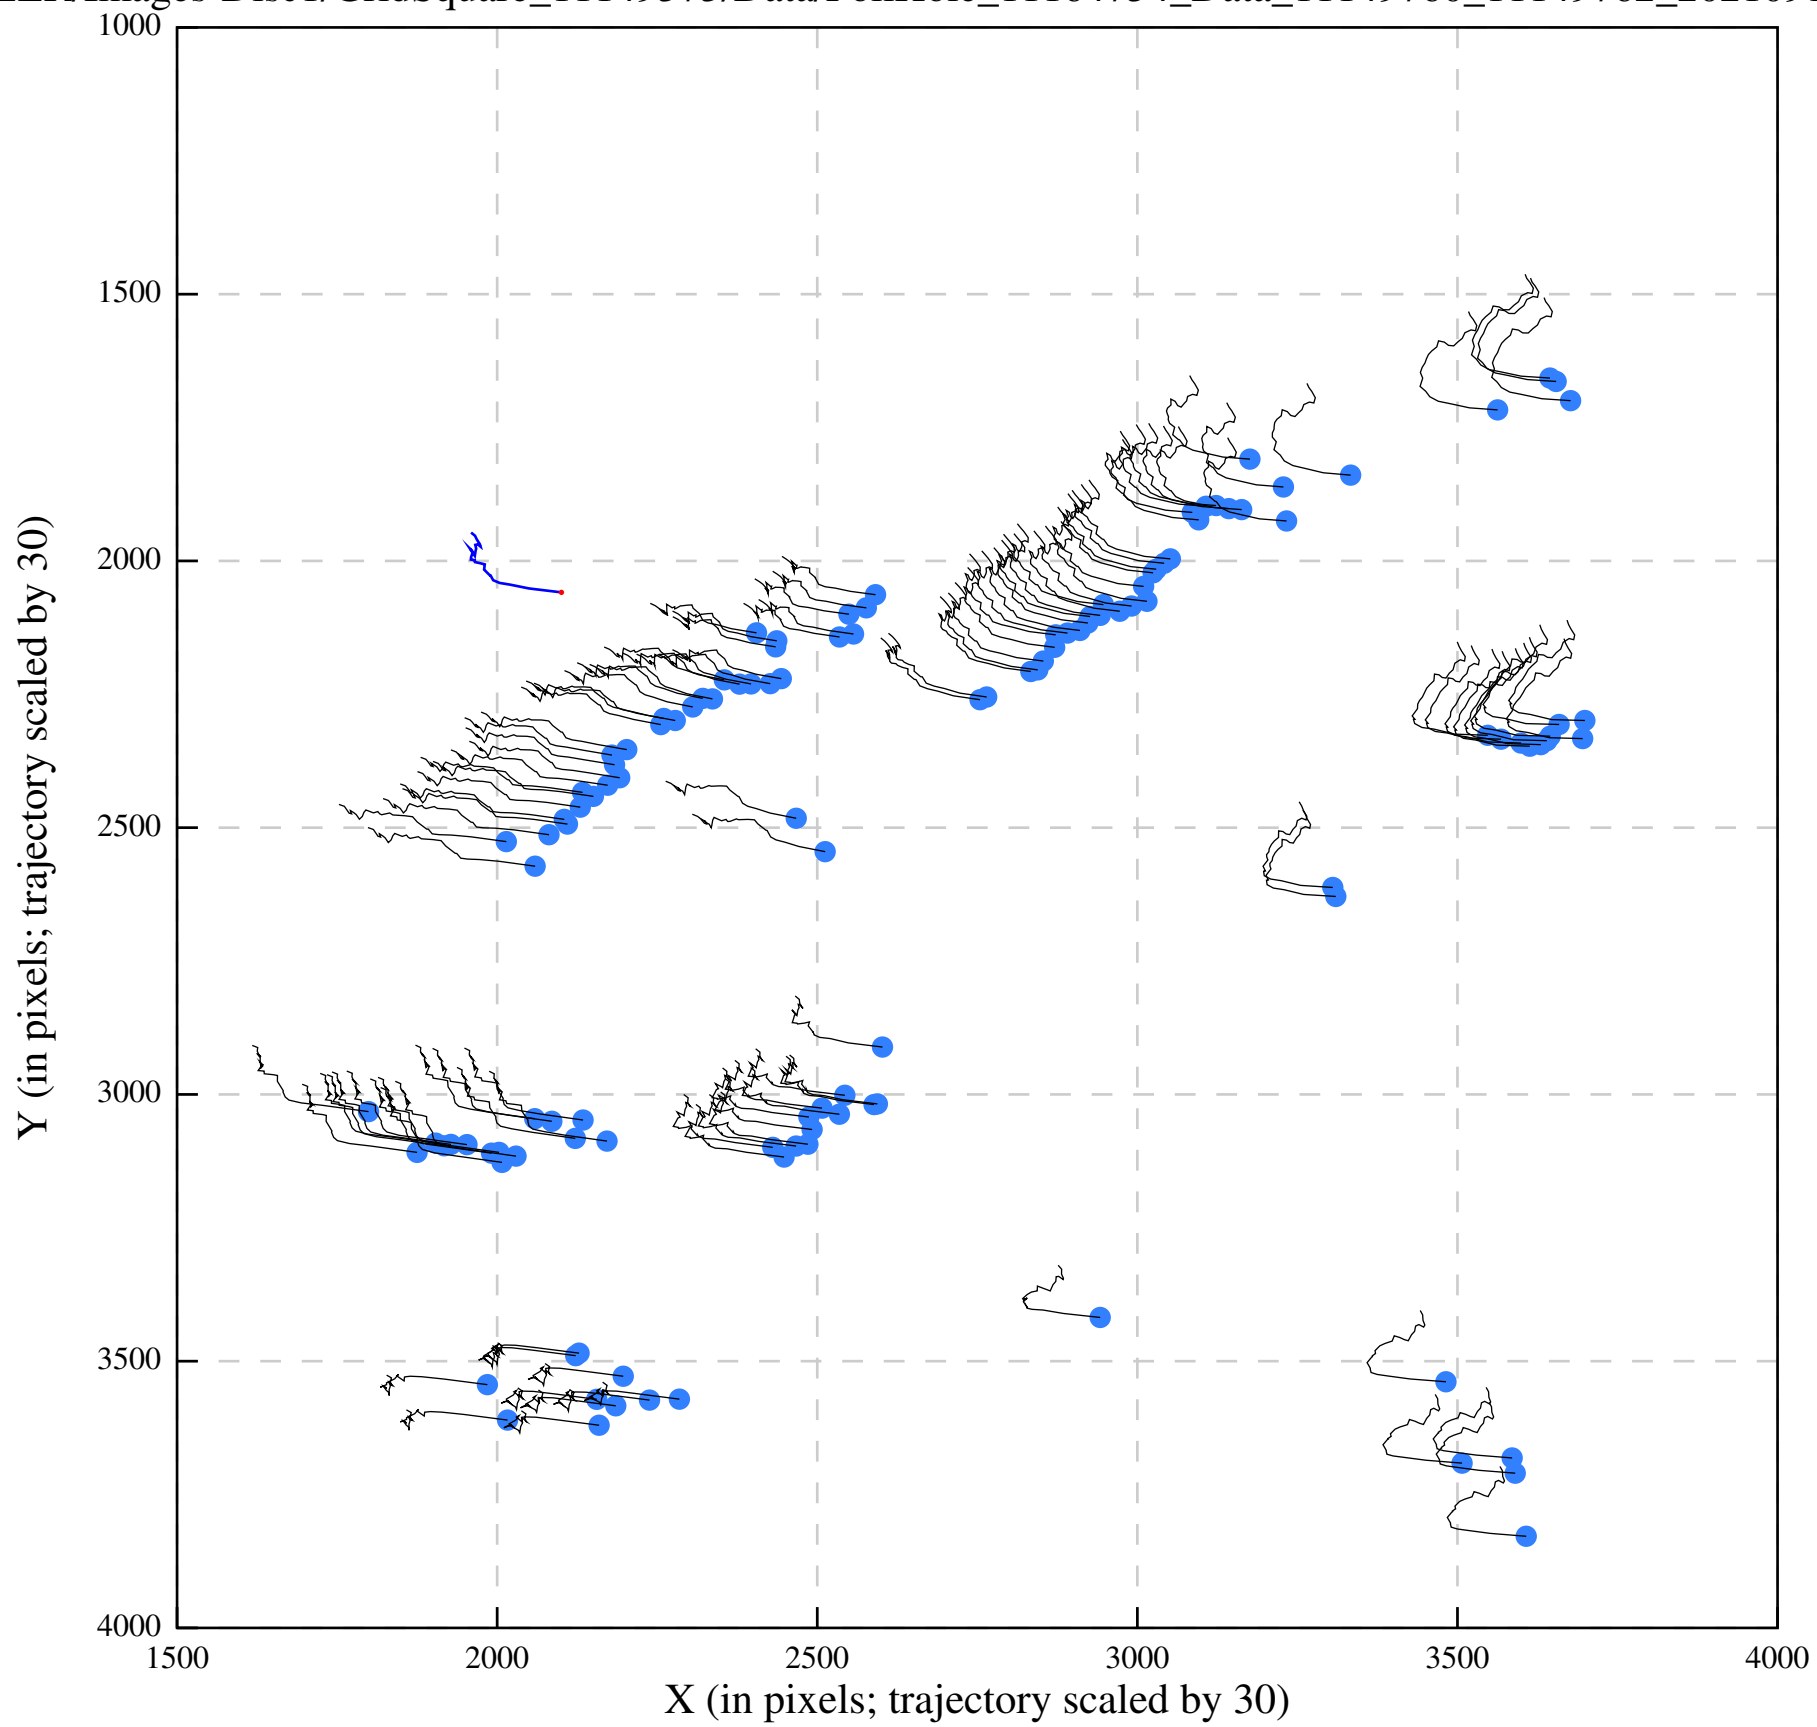 1000
1500
2000
2500
3000
3500
4000
1500 2000 2500 3000 3500 4000
X (in pixels; trajectory scaled by 30)
Y (in pixels; trajectory scaled by 30)